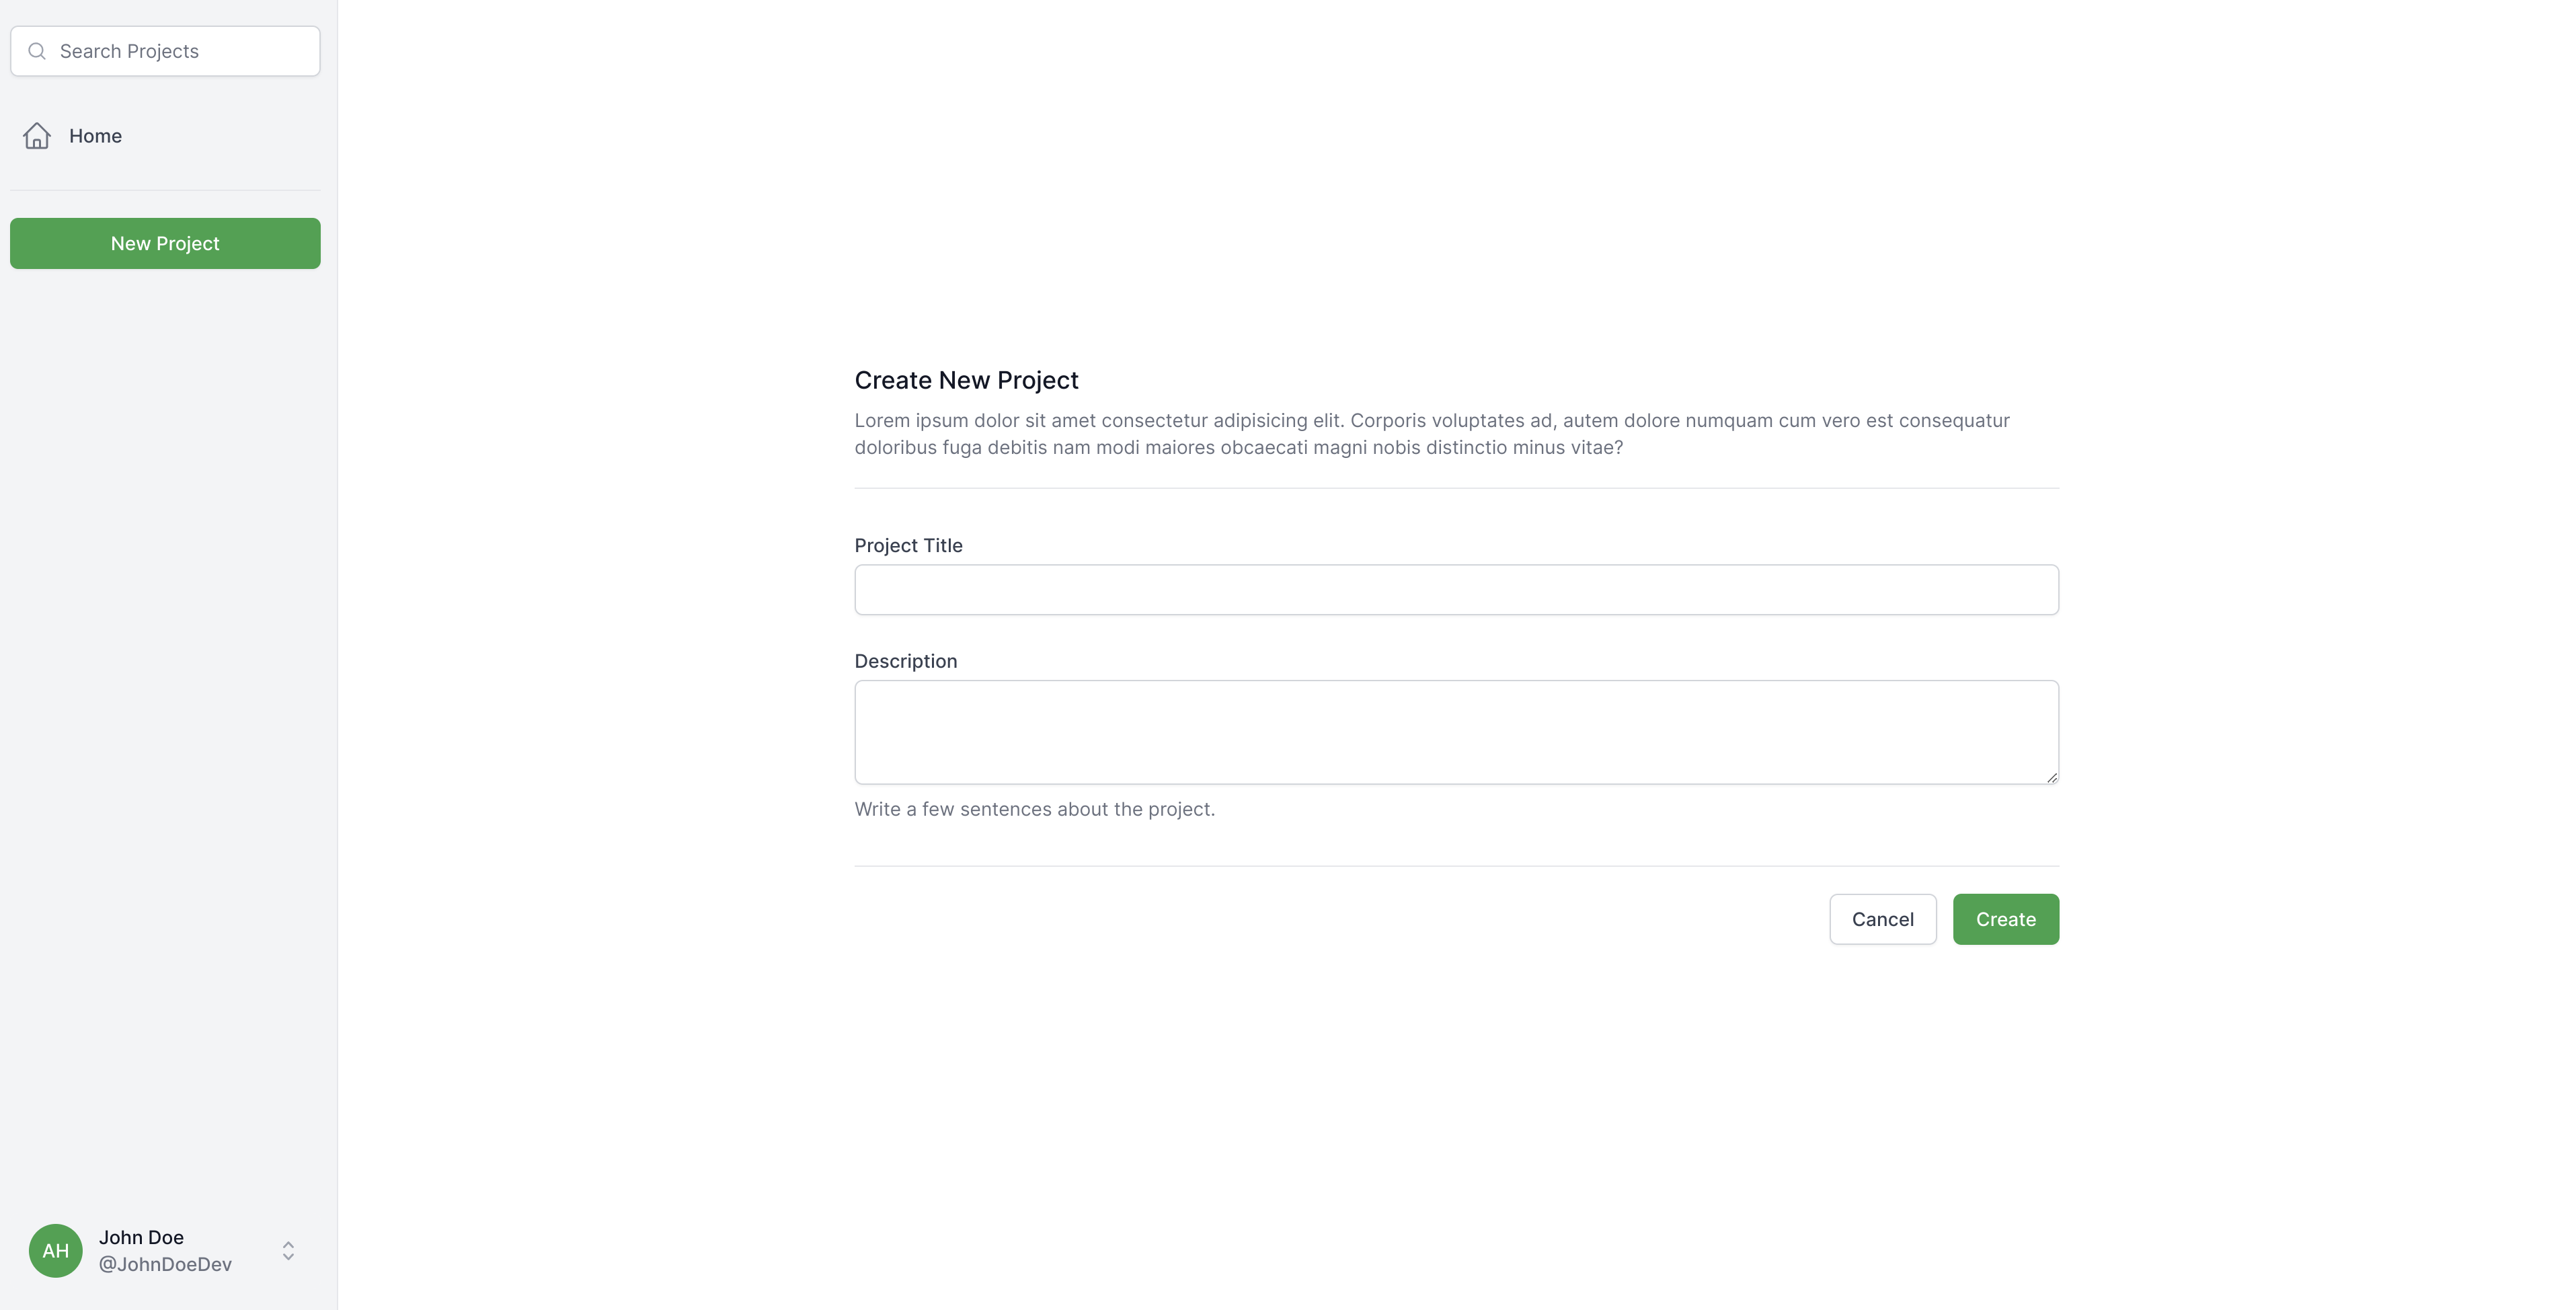 Search Projects
Home
New Project
Create New Project
Lorem ipsum dolor sit amet consectetur adipisicing elit. Corporis voluptates ad, autem dolore numquam cum vero est consequatur
doloribus fuga debitis nam modi maiores obcaecati magni nobis distinctio minus vitae?
Project Title
Description
Write a few sentences about the project.
Cancel
Create
AH
John Doe
@JohnDoeDev